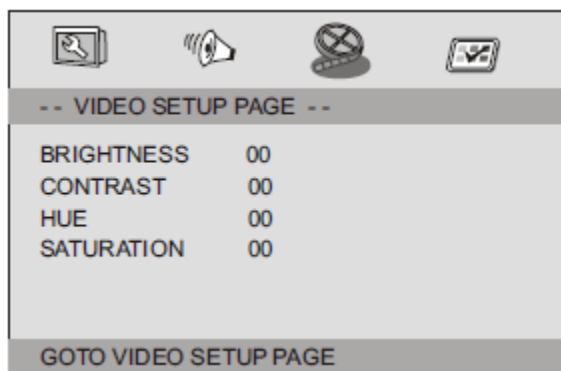 -- VIDEO SETUP PAGE --
BRIGHTNESS 00
CONTRAST 00
HUE 00
SATURATION 00
GOTO VIDEO SETUP PAGE